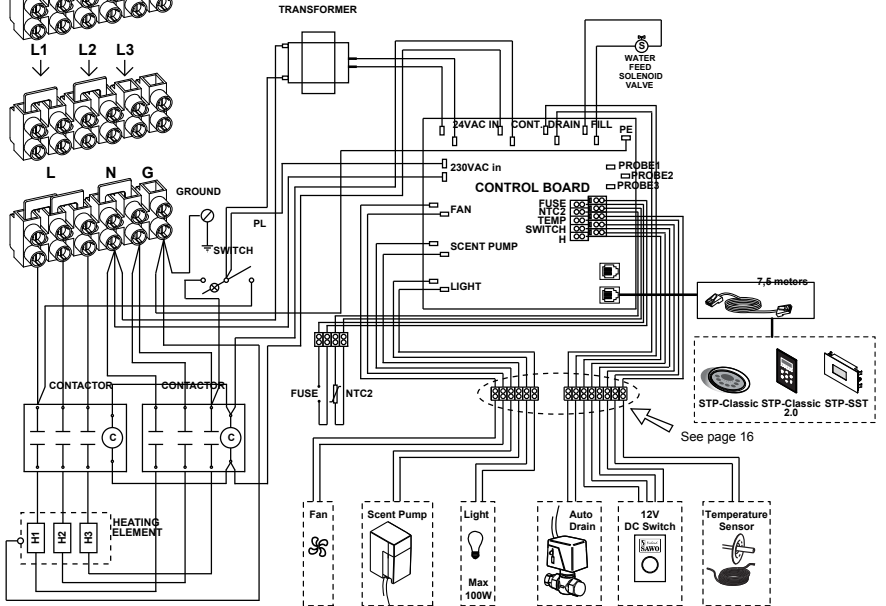 TRANSFORMER
L1 L2 L3
WATER
FEED
SOLENOID
VALVE
24VAC IN CONT. DRAIN FILL
PE
230VAC in
PROBE1
PROBE2
PROBE3
L N G
GROUND
PL
SWITCH
CONTROL BOARD
FAN
FUSE
NTC2
TEMP
SWITCH
H
SCENT PUMP
LIGHT
7,5 meters
CONTACTOR CONTACTOR
C C
FUSE NTC2
STP-Classic STP-Classic 2.0 STP-SST
See page 16
HEATING
ELEMENT
H1 H2 H3
Fan
Scent Pump
Light
Max
100W
Auto
Drain
12V
DC Switch
SAWO
Temperature
Sensor
S